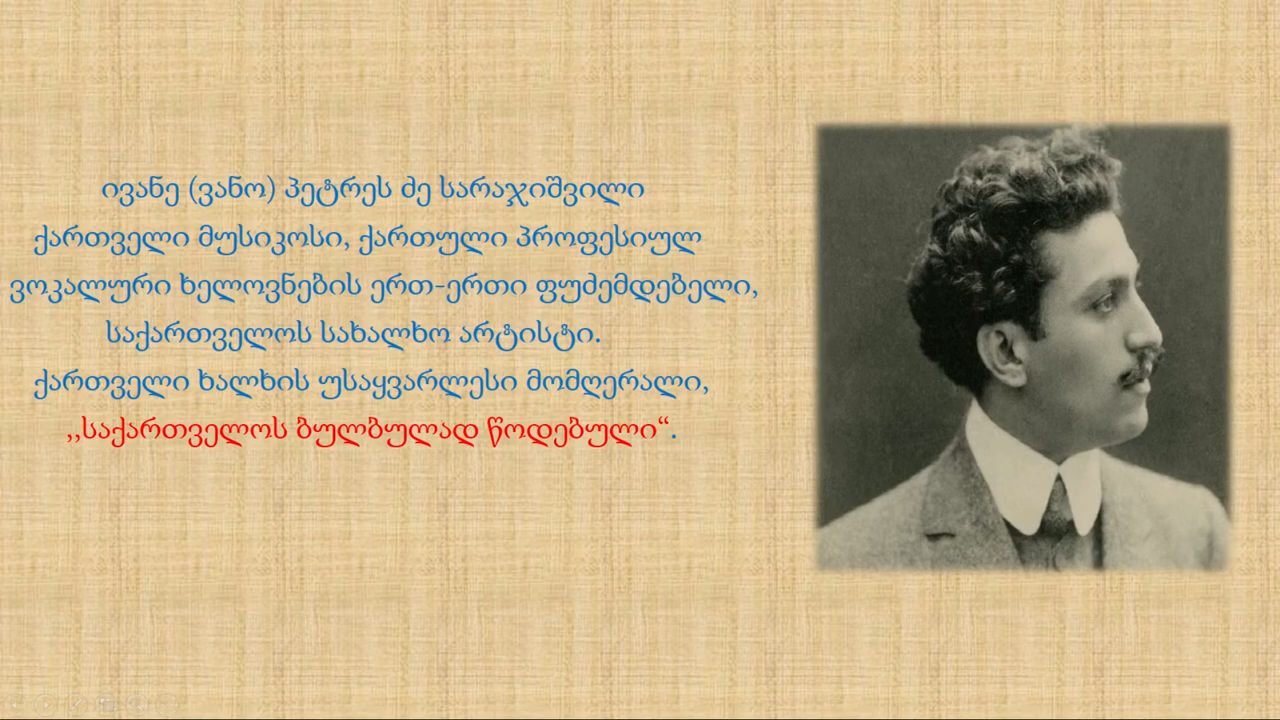 ივანე (ვანო) პეტრეს ძე სარაჯიშვილი
ქართველი მუსიკოსი, ქართული პროფესიულ
ვოკალური ხელოვნების ერთ-ერთი ფუძემდებელი,
საქართველოს სახალხო არტისტი.
ქართველი ხალხის უსაყვარლესი მომღერალი,
,,საქართველოს ბულბულად წოდებული“.